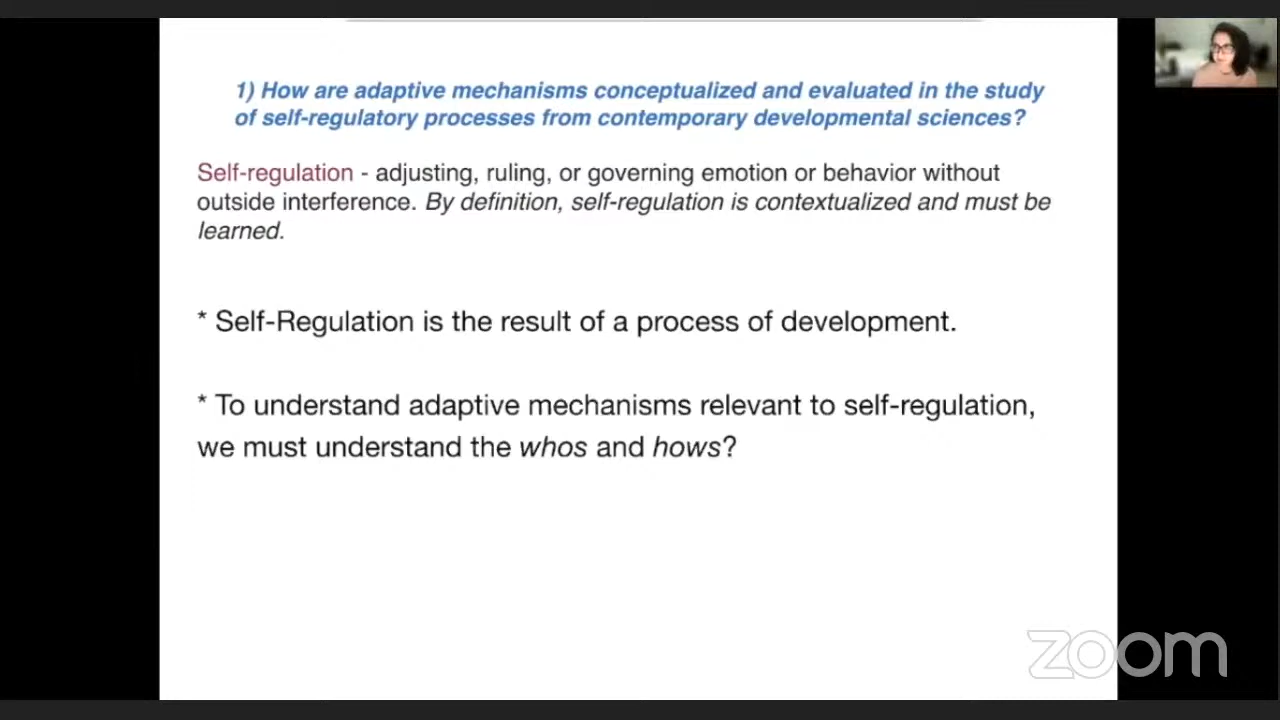 1) How are adaptive mechanisms conceptualized and evaluated in the study
of self-regulatory processes from contemporary developmental sciences?
Self-regulation - adjusting, ruling, or governing emotion or behavior without
outside interference. By definition, self-regulation is contextualized and must be
learned.
* Self-Regulation is the result of a process of development.
* To understand adaptive mechanisms relevant to self-regulation,
we must understand the whos and hows?
zoom